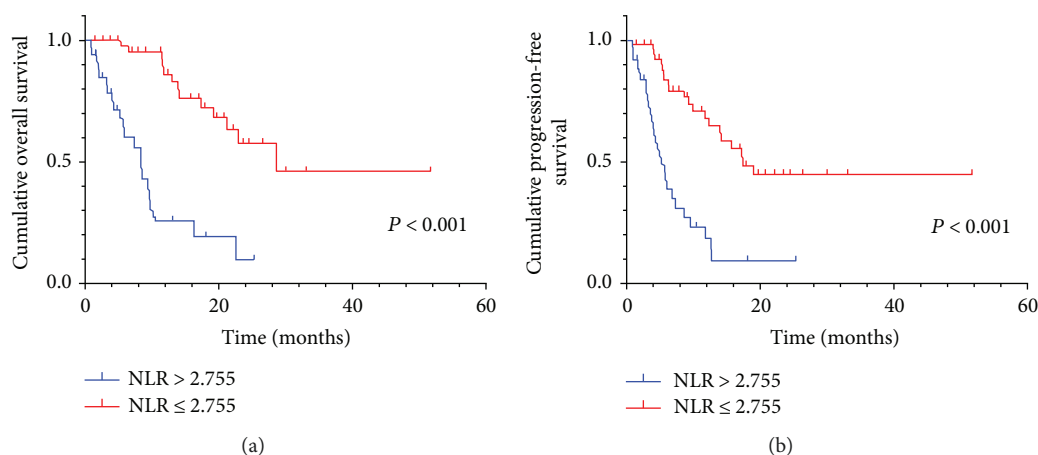 1.0
0.5
0.0
Cumulative overall survival
P < 0.001
0
20
40
60
Time (months)
NLR > 2.755
NLR ≤ 2.755
(a)
1.0
0.5
0.0
Cumulative progression-free
survival
P < 0.001
0
20
40
60
Time (months)
NLR > 2.755
NLR ≤ 2.755
(b)